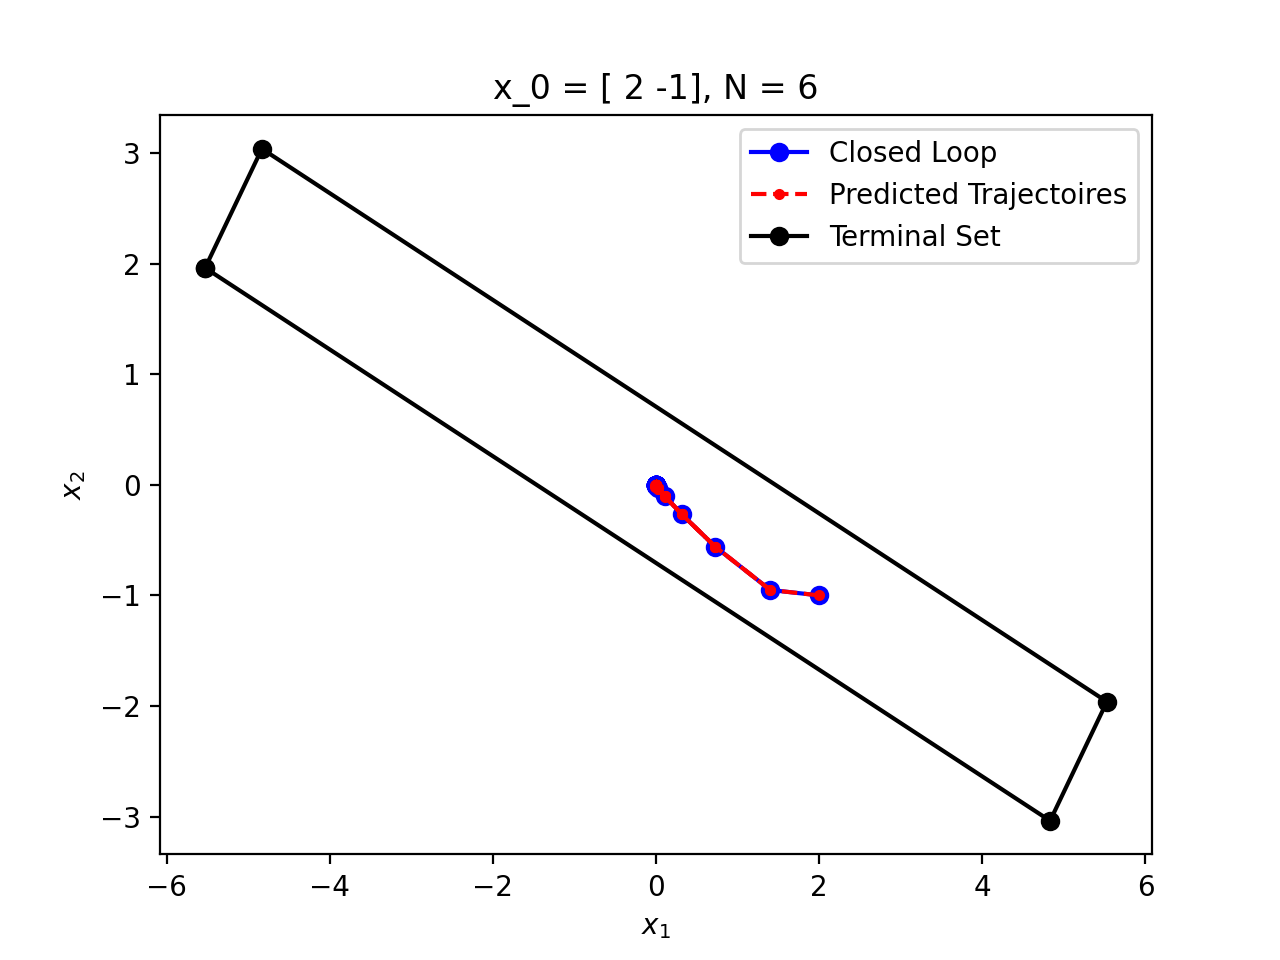 x_0 = [ 2 -1], N = 6
Closed Loop
Predicted Trajectoires
Terminal Set
3
2
1
0
−1
−2
−3
x₂
−6 −4 −2 0 2 4 6
x₁